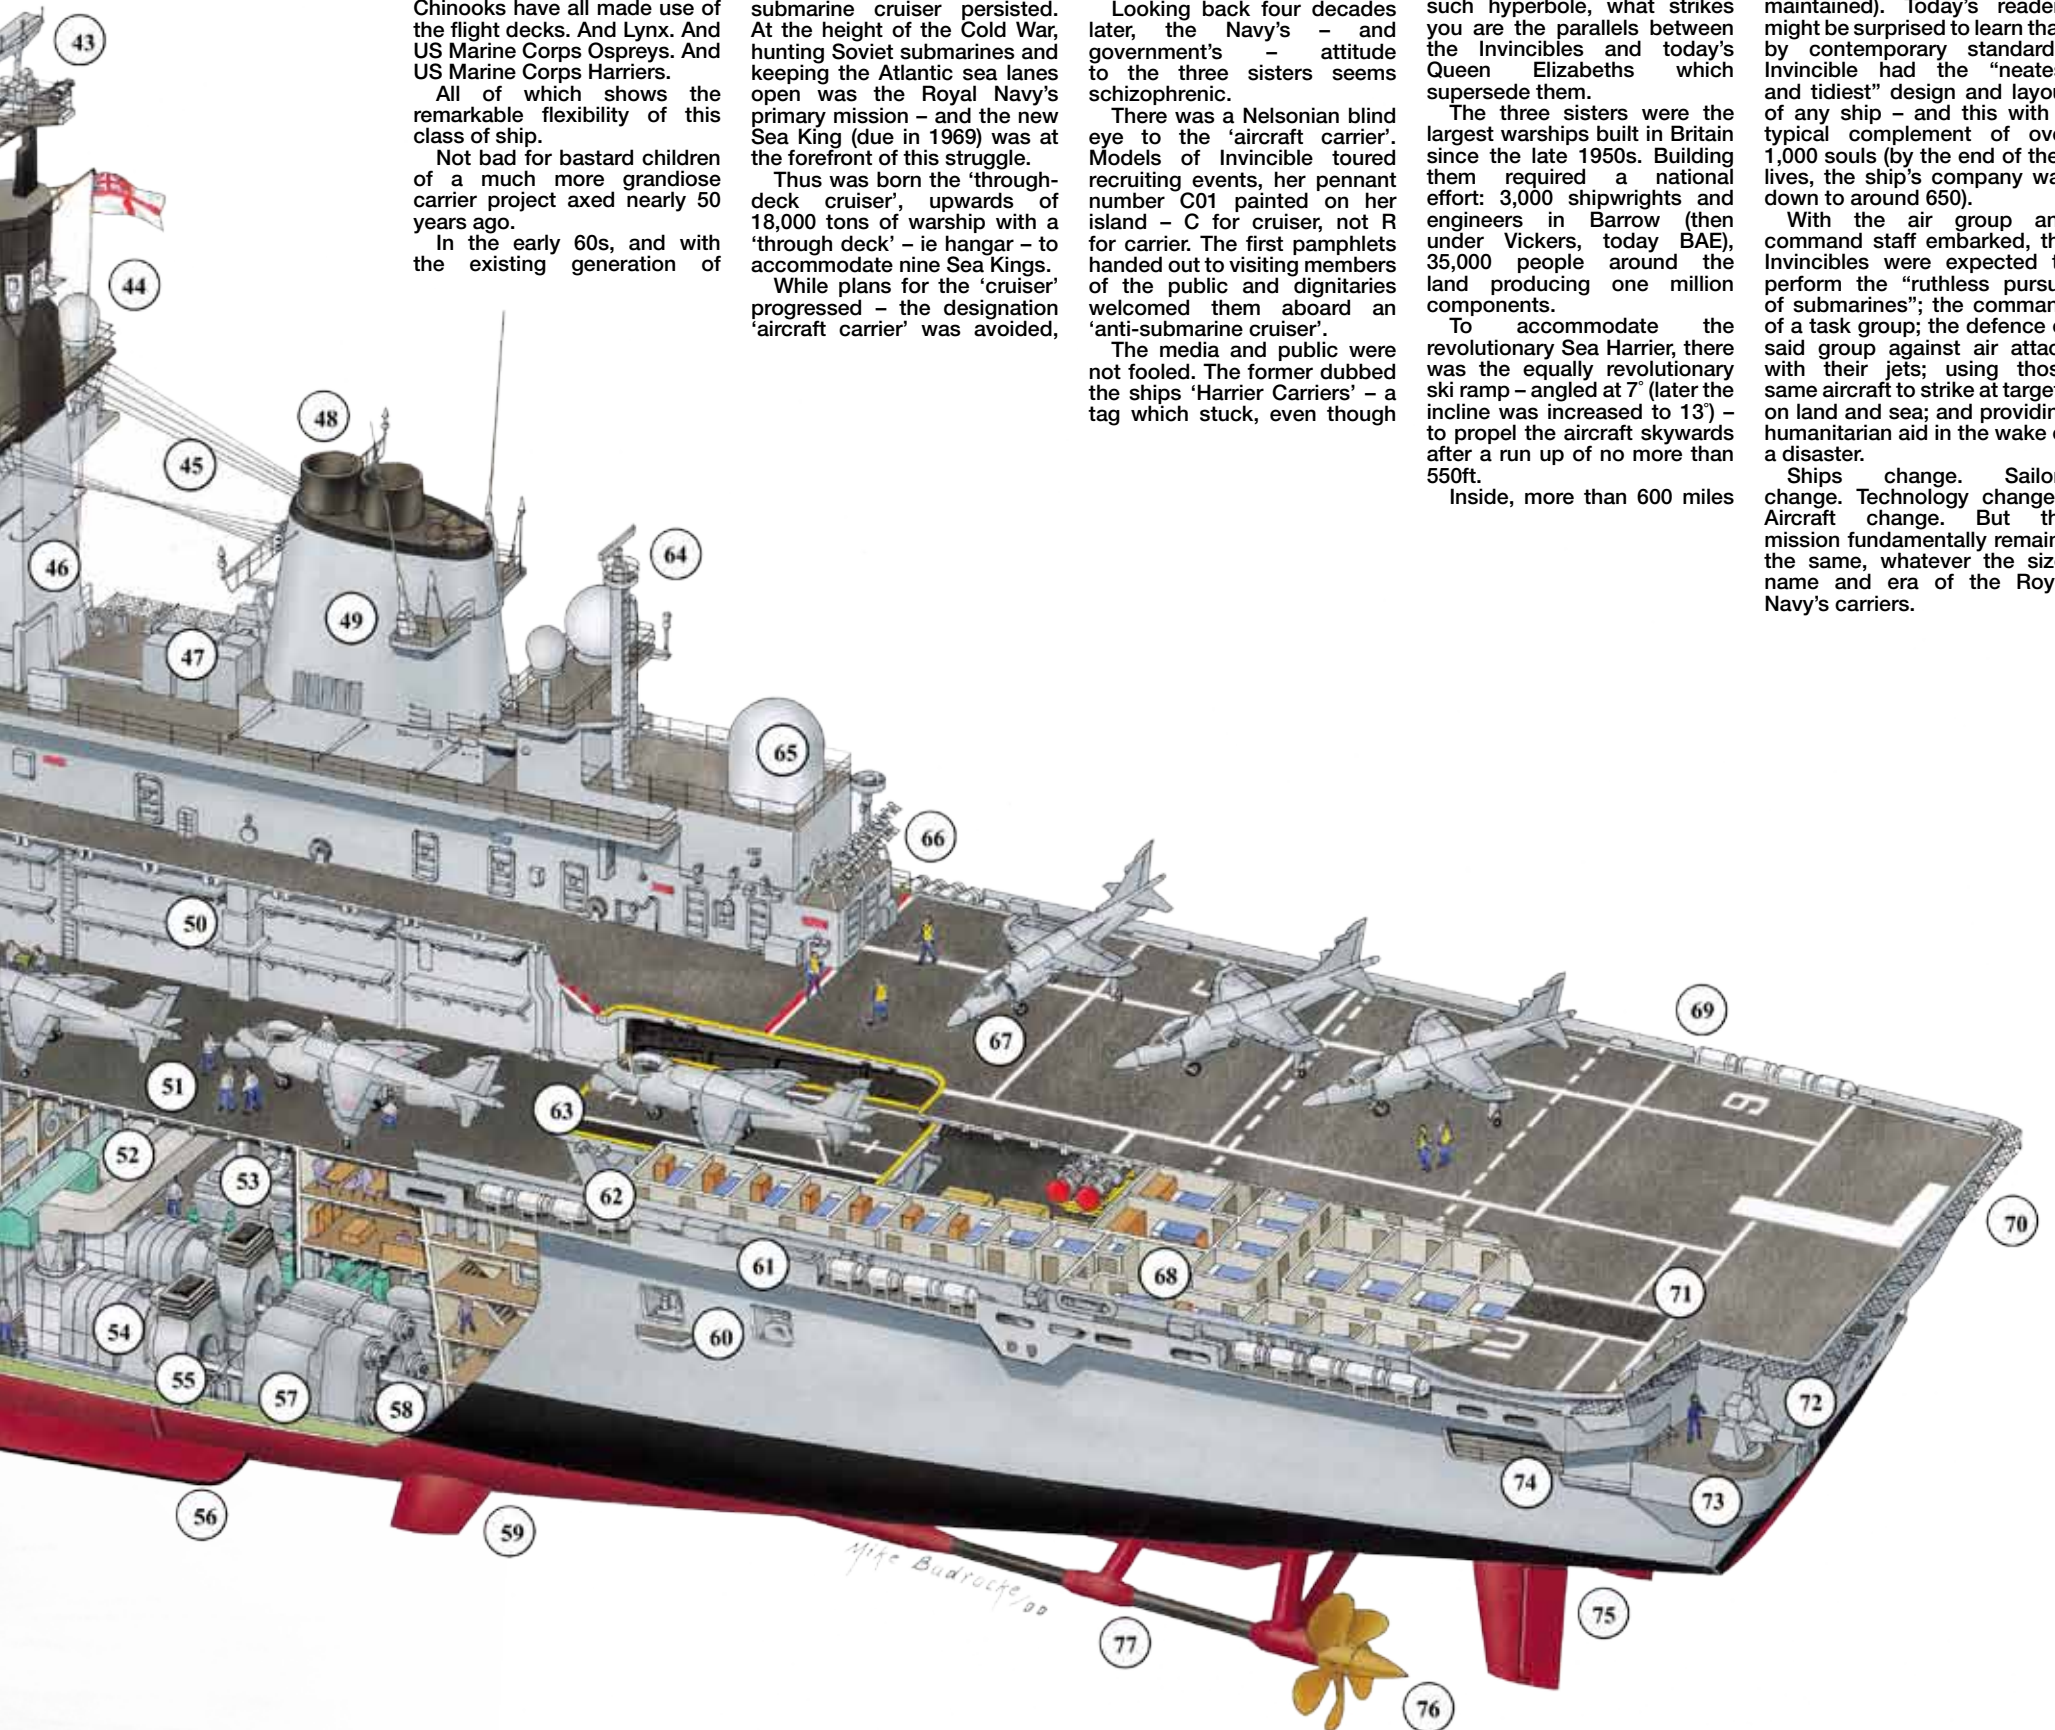 Chinooks have all made use of
the flight decks. And Lynx. And
US Marine Corps Ospreys. And
US Marine Corps Harriers.
All of which shows the
remarkable flexibility of this
class of ship.
Not bad for bastard children
of a much more grandiose
carrier project axed nearly 50
years ago.
In the early 60s, and with
the existing generation of
submarine cruiser persisted.
At the height of the Cold War,
hunting Soviet submarines and
keeping the Atlantic sea lanes
open was the Royal Navy's
primary mission – and the new
Sea King (due in 1969) was at
the forefront of this struggle.
Thus was born the 'through-
deck cruiser', upwards of
18,000 tons of warship with a
'through deck' – ie hangar – to
accommodate nine Sea Kings.
While plans for the 'cruiser'
progressed – the designation
'aircraft carrier' was avoided,
Looking back four decades
later, the Navy's – and
government's – attitude
to the three sisters seems
schizophrenic.
There was a Nelsonian blind
eye to the 'aircraft carrier'.
Models of Invincible toured
recruiting events, her pennant
number C01 painted on her
island – C for cruiser, not R
for carrier. The first pamphlets
handed out to visiting members
of the public and dignitaries
welcomed them aboard an
'anti-submarine cruiser'.
The media and public were
not fooled. The former dubbed
the ships 'Harrier Carriers' – a
tag which stuck, even though
such hyperbole, what strikes
you are the parallels between
the Invincibles and today's
Queen Elizabeths which
supersede them.
The three sisters were the
largest warships built in Britain
since the late 1950s. Building
them required a national
effort: 3,000 shipwrights and
engineers in Barrow (then
under Vickers, today BAE),
35,000 people around the
land producing one million
components.
To accommodate the
revolutionary Sea Harrier, there
was the equally revolutionary
ski ramp – angled at 7° (later the
incline was increased to 13°) –
to propel the aircraft skywards
after a run up of no more than
550ft.
Inside, more than 600 miles
maintained). Today's reader
might be surprised to learn tha
by contemporary standard
Invincible had the "neates
and tidiest" design and layou
of any ship – and this with
typical complement of ove
1,000 souls (by the end of the
lives, the ship's company wa
down to around 650).
With the air group an
command staff embarked, th
Invincibles were expected t
perform the "ruthless pursu
of submarines"; the comman
of a task group; the defence o
said group against air attac
with their jets; using thos
same aircraft to strike at target
on land and sea; and providin
humanitarian aid in the wake o
a disaster.
Ships change. Sailor
change. Technology change
Aircraft change. But th
mission fundamentally remain
the same, whatever the size
name and era of the Roy
Navy's carriers.
43
44
45
46
47
48
49
64
65
66
50
51
52
53
54
55
56
57
58
59
60
61
62
63
67
68
69
6
70
71
72
73
74
75
76
77
Mike Badrocke/00